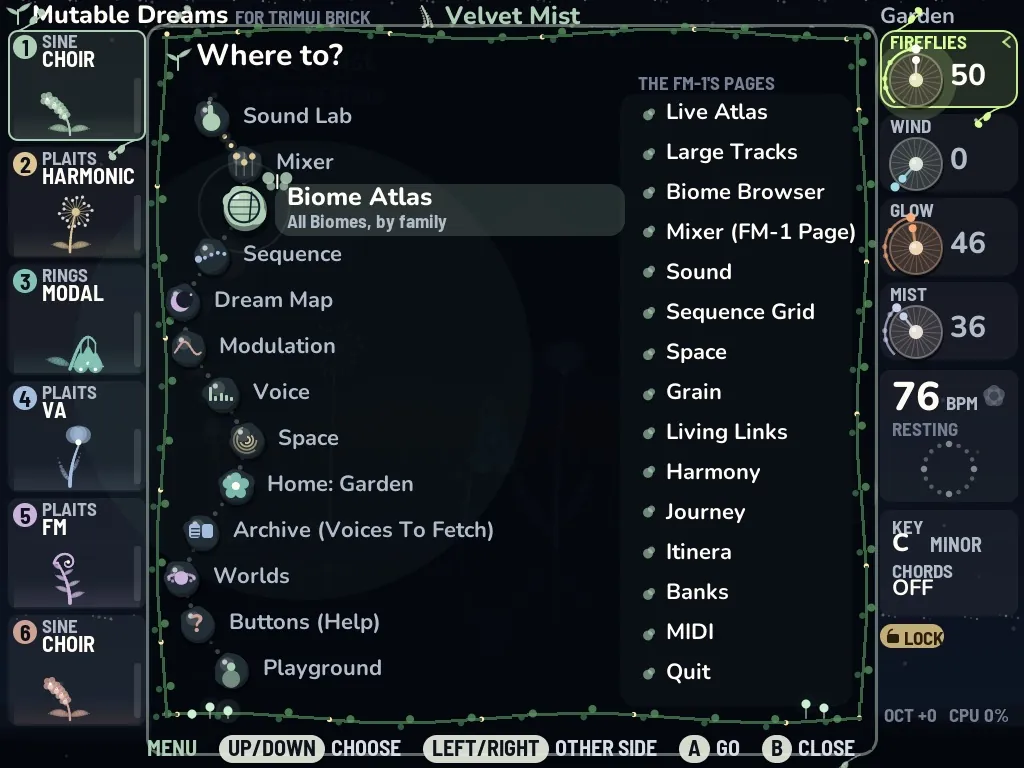 Mutable Dreams FOR TRIMUI BRICK
Velvet Mist
Garden
1 SINE
CHOIR
2 PLAITS
HARMONIC
3 RINGS
MODAL
4 PLAITS
VA
5 PLAITS
FM
6 SINE
CHOIR
Where to?
Sound Lab
Mixer
Biome Atlas
All Biomes, by family
Sequence
Dream Map
Modulation
Voice
Space
Home: Garden
Archive (Voices To Fetch)
Worlds
Buttons (Help)
Playground
THE FM-1'S PAGES
Live Atlas
Large Tracks
Biome Browser
Mixer (FM-1 Page)
Sound
Sequence Grid
Space
Grain
Living Links
Harmony
Journey
Itinera
Banks
MIDI
Quit
FIREFLIES <
50
WIND
0
GLOW
46
MIST
36
76 BPM
RESTING
KEY
C MINOR
CHORDS
OFF
LOCK
OCT +0 CPU 0%
MENU UP/DOWN CHOOSE LEFT/RIGHT OTHER SIDE A GO B CLOSE